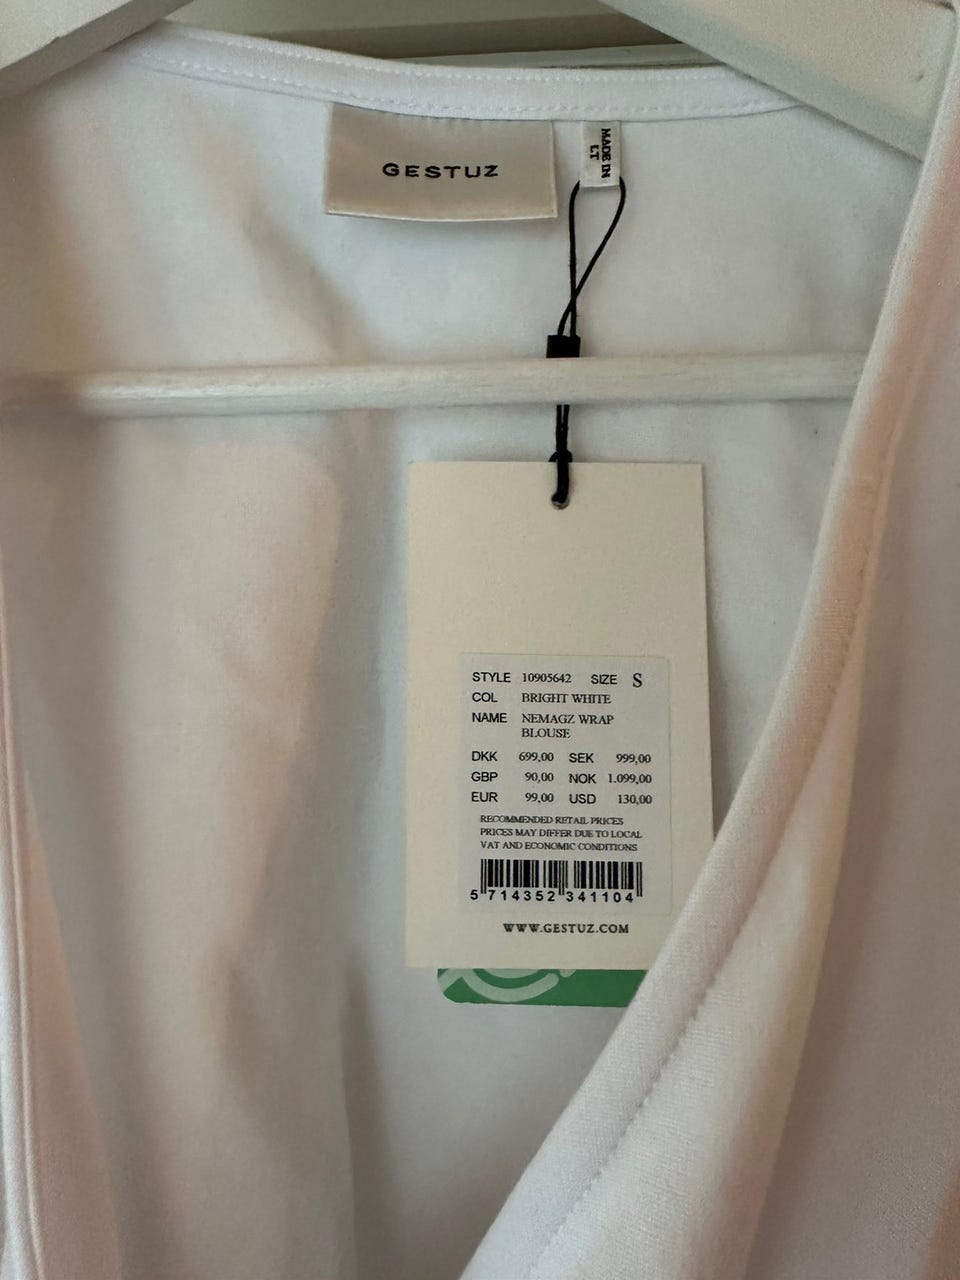 GESTUZ
MADE IN
LT
STYLE 10905642 SIZE S
COL BRIGHT WHITE
NAME NEMAGZ WRAP
BLOUSE
DKK 699,00 SEK 999,00
GBP 90,00 NOK 1.099,00
EUR 99,00 USD 130,00
RECOMMENDED RETAIL PRICES
PRICES MAY DIFFER DUE TO LOCAL
VAT AND ECONOMIC CONDITIONS
5 714352 341104
WWW.GESTUZ.COM